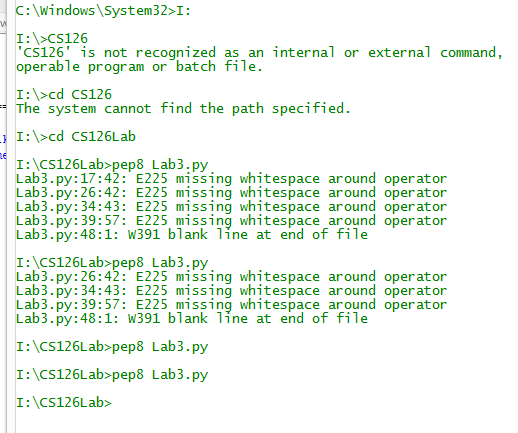 C:\Windows\System32>I:
I:\>CS126
'CS126' is not recognized as an internal or external command,
operable program or batch file.
I:\>cd CS126
The system cannot find the path specified.
I:\>cd CS126Lab
I:\CS126Lab>pep8 Lab3.py
Lab3.py:17:42: E225 missing whitespace around operator
Lab3.py:26:42: E225 missing whitespace around operator
Lab3.py:34:43: E225 missing whitespace around operator
Lab3.py:39:57: E225 missing whitespace around operator
Lab3.py:48:1: W391 blank line at end of file
I:\CS126Lab>pep8 Lab3.py
Lab3.py:26:42: E225 missing whitespace around operator
Lab3.py:34:43: E225 missing whitespace around operator
Lab3.py:39:57: E225 missing whitespace around operator
Lab3.py:48:1: W391 blank line at end of file
I:\CS126Lab>pep8 Lab3.py
I:\CS126Lab>pep8 Lab3.py
I:\CS126Lab>